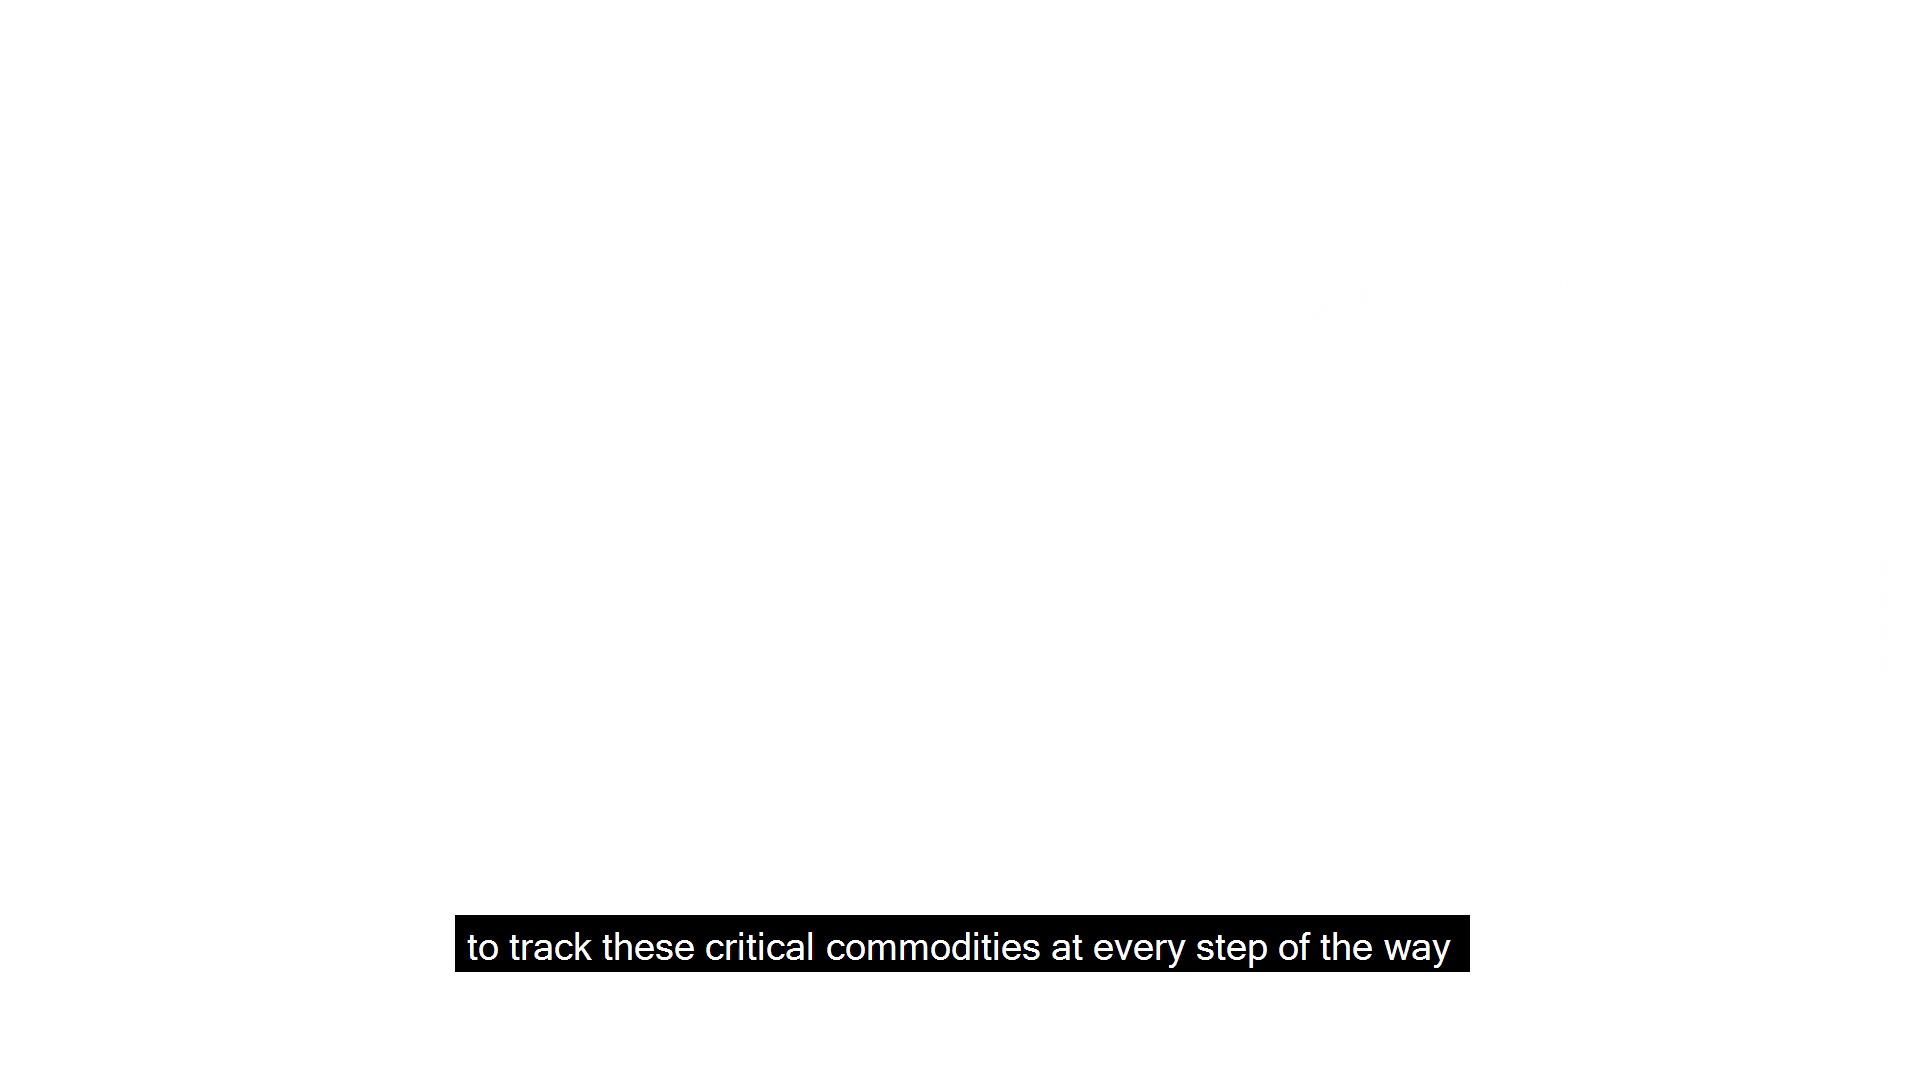 to track these critical commodities at every step of the way